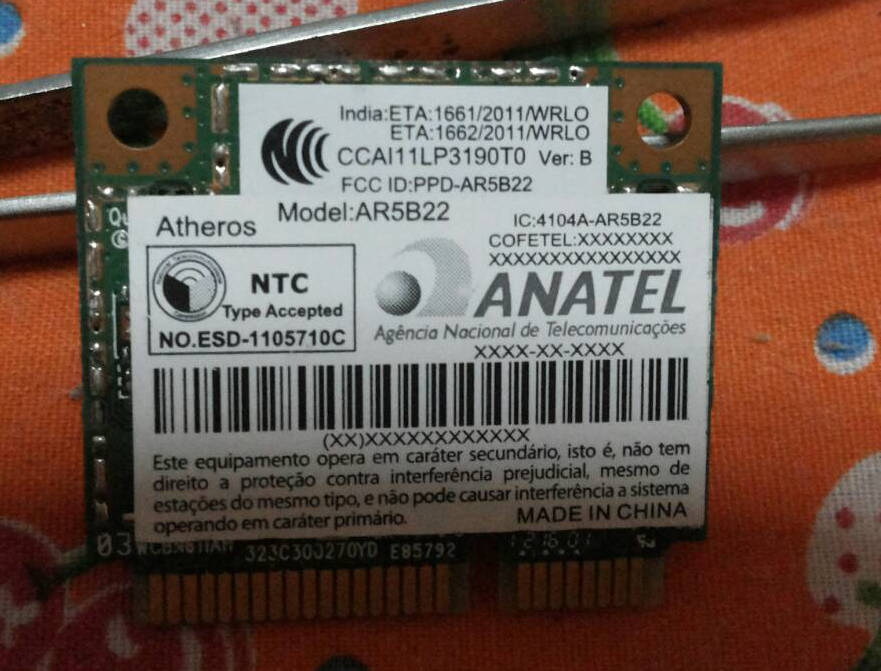 India:ETA:1661/2011/WRLO
ETA:1662/2011/WRLO
CCAI11LP3190T0 Ver: B
FCC ID:PPD-AR5B22
Atheros Model:AR5B22
IC:4104A-AR5B22
COFETEL:XXXXXXXX
XXXXXXXXXXXXXXXX
NTC
Type Accepted
NO.ESD-1105710C
ANATEL
Agência Nacional de Telecomunicações
XXXX-XX-XXXX
(XX)XXXXXXXXXXXX
Este equipamento opera em caráter secundário, isto é, não tem
direito a proteção contra interferência prejudicial, mesmo de
estações do mesmo tipo, e não pode causar interferência a sistema
operando em caráter primário.
MADE IN CHINA
03
323C300270YD E85792